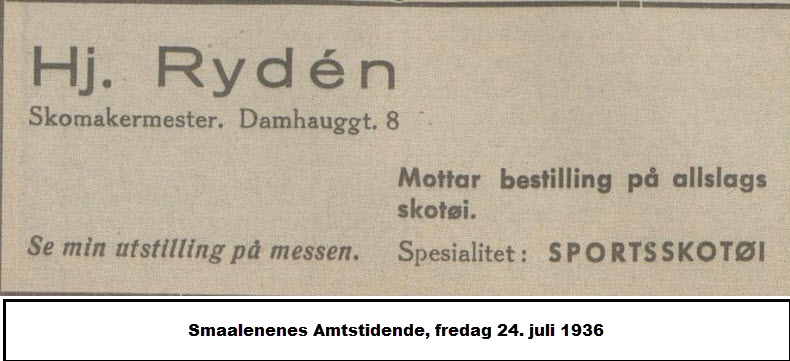 Hj. Rydén
Skomakermester. Damhauggt. 8
Mottar bestilling på allslags
skotøi.
Se min utstilling på messen.
Spesialitet: SPORTSSKOTØI
Smaalenenes Amtstidende, fredag 24. juli 1936